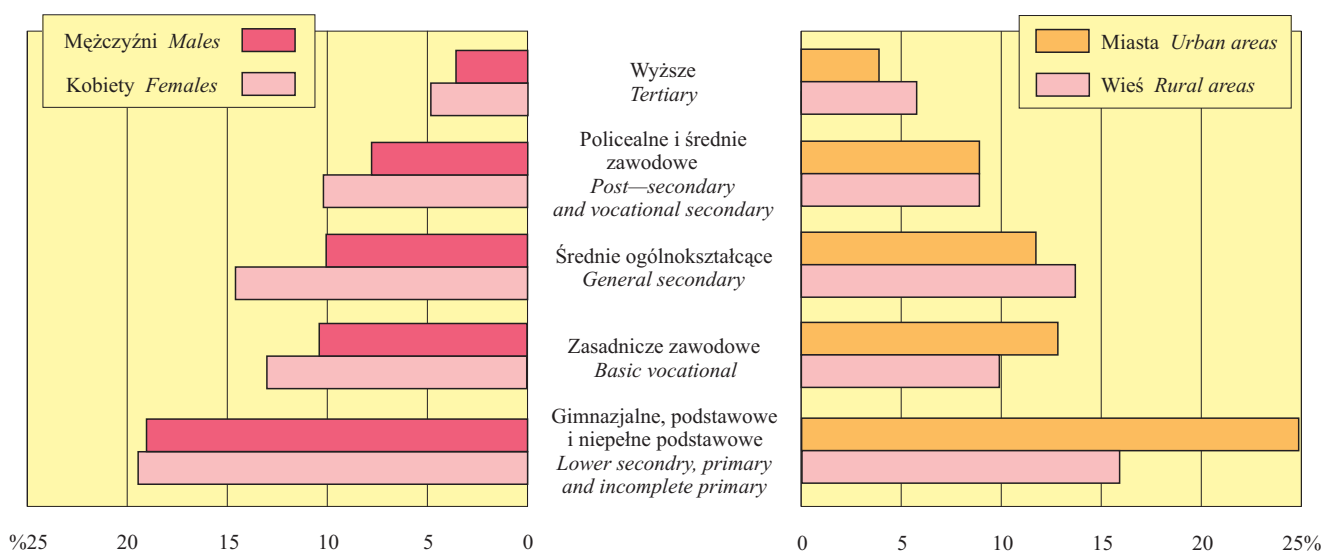 Mężczyźni Males
Kobiety Females
Miasta Urban areas
Wieś Rural areas
Wyższe
Tertiary
Policealne i średnie
zawodowe
Post—secondary
and vocational secondary
Średnie ogólnokształcące
General secondary
Zasadnicze zawodowe
Basic vocational
Gimnazjalne, podstawowe
i niepełne podstawowe
Lower secondry, primary
and incomplete primary
%25 20 15 10 5 0
0 5 10 15 20 25%